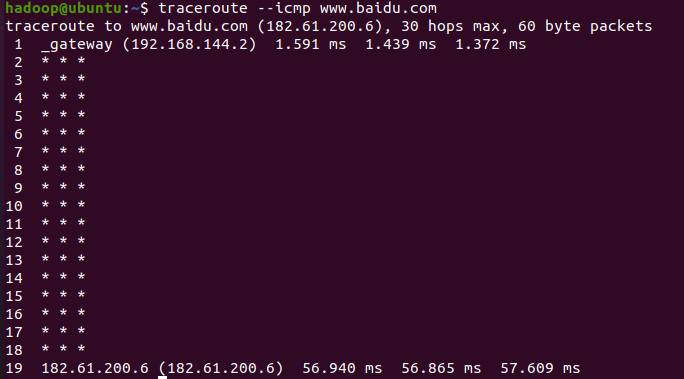 hadoop@ubuntu:~$ traceroute --icmp www.baidu.com
traceroute to www.baidu.com (182.61.200.6), 30 hops max, 60 byte packets
 1  _gateway (192.168.144.2)  1.591 ms  1.439 ms  1.372 ms
 2  * * *
 3  * * *
 4  * * *
 5  * * *
 6  * * *
 7  * * *
 8  * * *
 9  * * *
10  * * *
11  * * *
12  * * *
13  * * *
14  * * *
15  * * *
16  * * *
17  * * *
18  * * *
19  182.61.200.6 (182.61.200.6)  56.940 ms  56.865 ms  57.609 ms